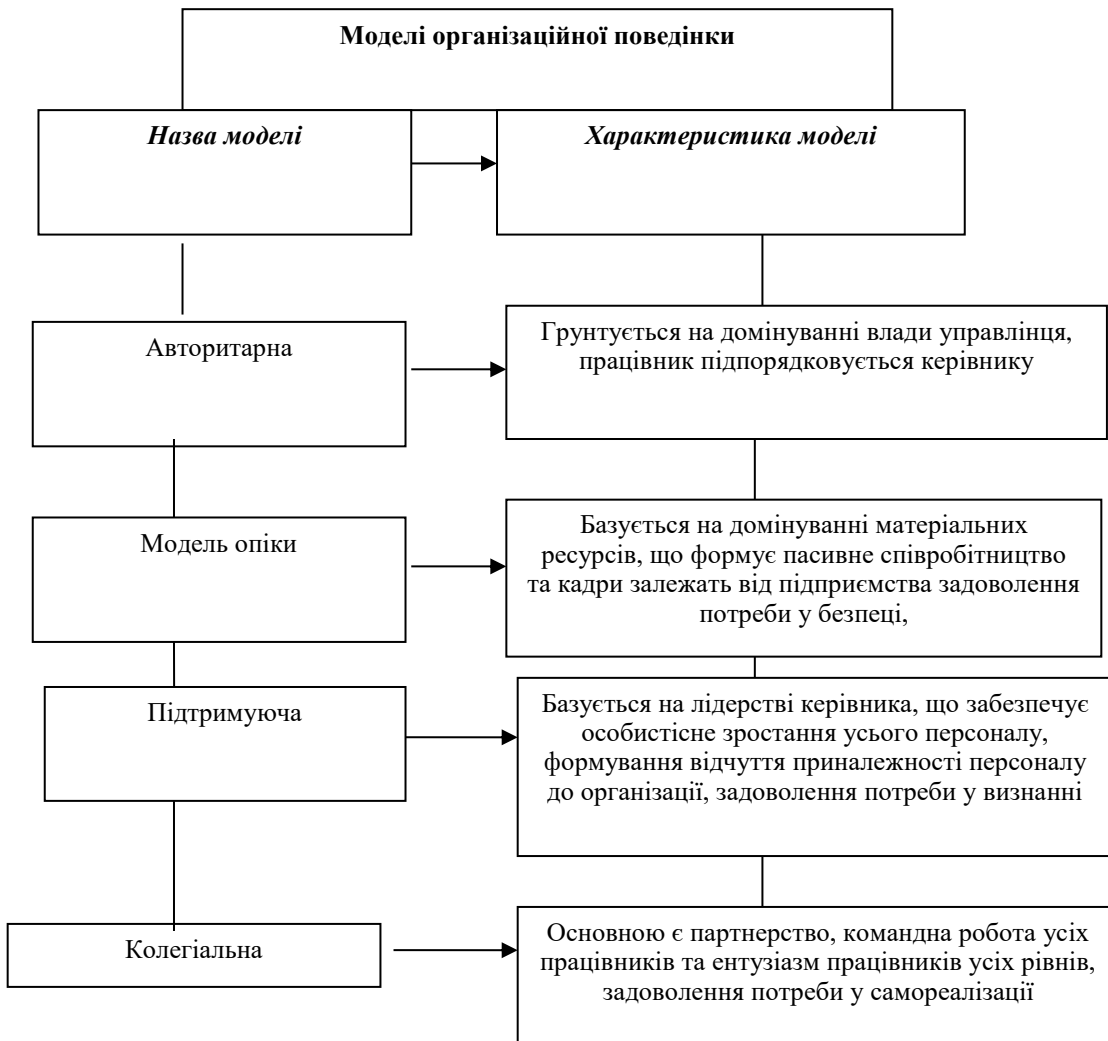 Моделі організаційної поведінки
Назва моделі
Характеристика моделі
Авторитарна
Грунтується на домінуванні влади управлінця,
працівник підпорядковується керівнику
Модель опіки
Базується на домінуванні матеріальних
ресурсів, що формує пасивне співробітництво
та кадри залежать від підприємства задоволення
потреби у безпеці,
Підтримуюча
Базується на лідерстві керівника, що забезпечує
особистісне зростання усього персоналу,
формування відчуття приналежності персоналу
до організації, задоволення потреби у визнанні
Колегіальна
Основною є партнерство, командна робота усіх
працівників та ентузіазм працівників усіх рівнів,
задоволення потреби у самореалізації